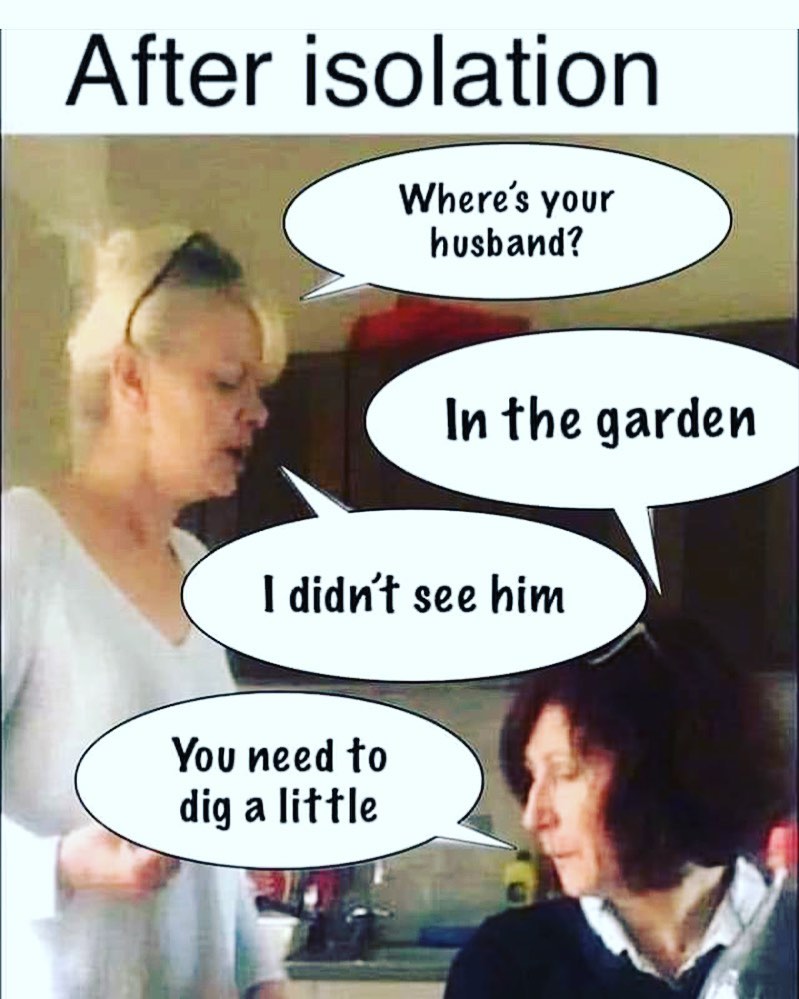 After isolation
Where's your
husband?
In the garden
I didn't see him
You need to
dig a little